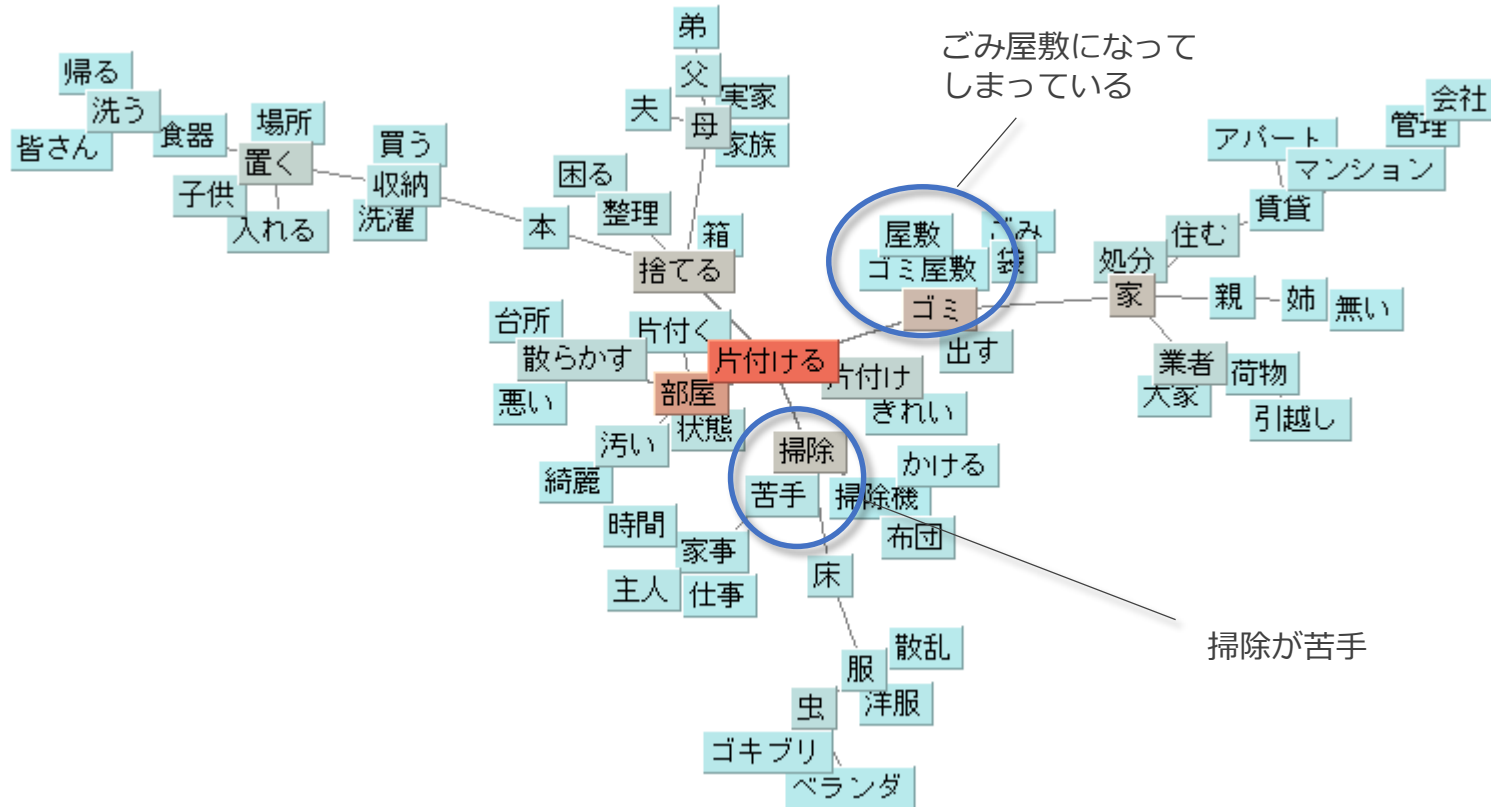 弟
ごみ屋敷になって
しまっている
帰る
父
洗う
実家
会社
夫
母
管理
皆さん
食器
場所
家族
アパート
買う
マンション
置く
困る
収納
子供
整理
賃貸
入れる
洗濯
本
箱
屋敷
ごみ
住む
捨てる
ゴミ屋敷
袋
処分
ゴミ
家
親
姉
無い
台所
片付く
出す
散らかす
片付ける
片付け
業者
荷物
悪い
部屋
きれい
大家
引越し
状態
汚い
掃除
かける
綺麗
苦手
掃除機
時間
家事
布団
主人
仕事
床
掃除が苦手
散乱
服
虫
洋服
ゴキブリ
ベランダ